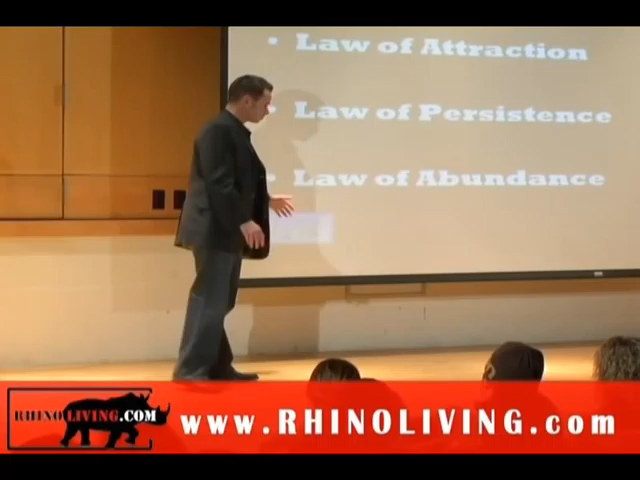 • Law of Attraction
• Law of Persistence
• Law of Abundance
RHINOLIVING.COM
www.RHINOLIVING.com